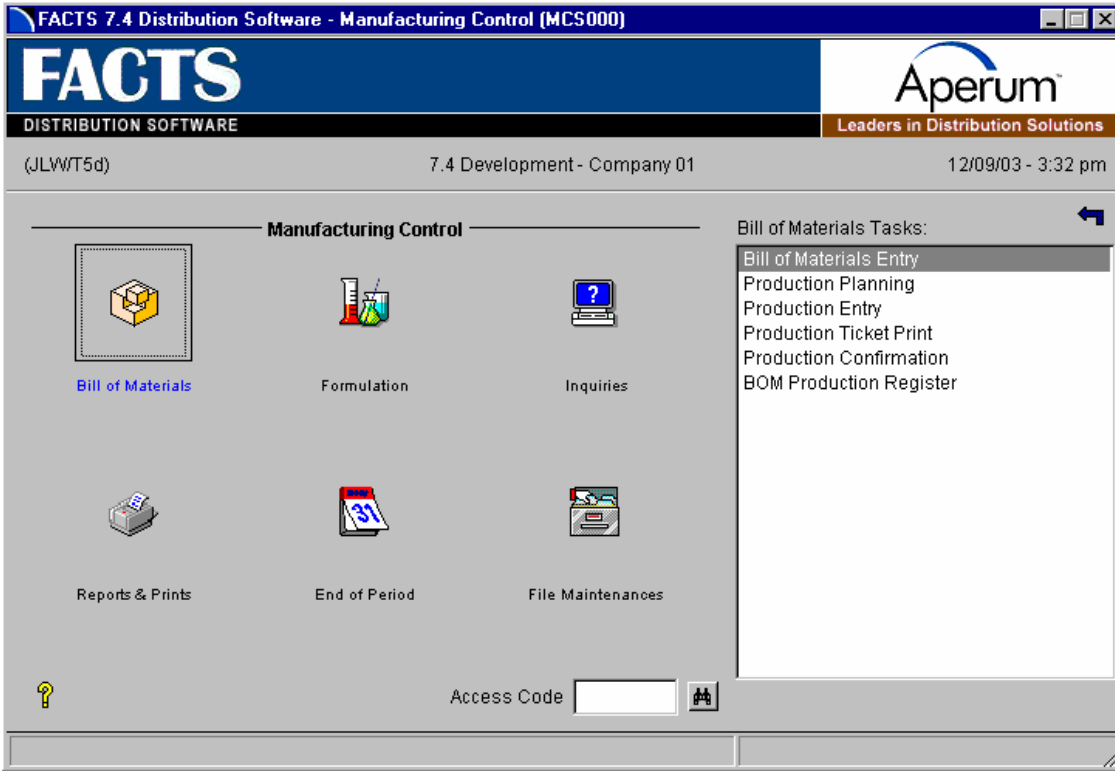 FACTS 7.4 Distribution Software - Manufacturing Control (MCS000)
FACTS
DISTRIBUTION SOFTWARE
Aperum™
Leaders in Distribution Solutions
(JLW/T5d)
7.4 Development - Company 01
12/09/03 - 3:32 pm
Manufacturing Control
Bill of Materials
Formulation
Inquiries
Reports & Prints
31
End of Period
File Maintenances
Access Code
Bill of Materials Tasks:
Bill of Materials Entry
Production Planning
Production Entry
Production Ticket Print
Production Confirmation
BOM Production Register